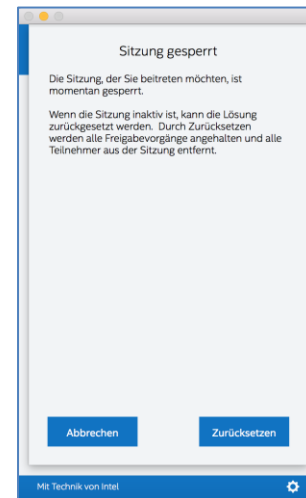 Sitzung gesperrt
Die Sitzung, der Sie beitreten möchten, ist
momentan gesperrt.
Wenn die Sitzung inaktiv ist, kann die Lösung
zurückgesetzt werden.  Durch Zurücksetzen
werden alle Freigabevorgänge angehalten und alle
Teilnehmer aus der Sitzung entfernt.
Abbrechen
Zurücksetzen
Mit Technik von Intel